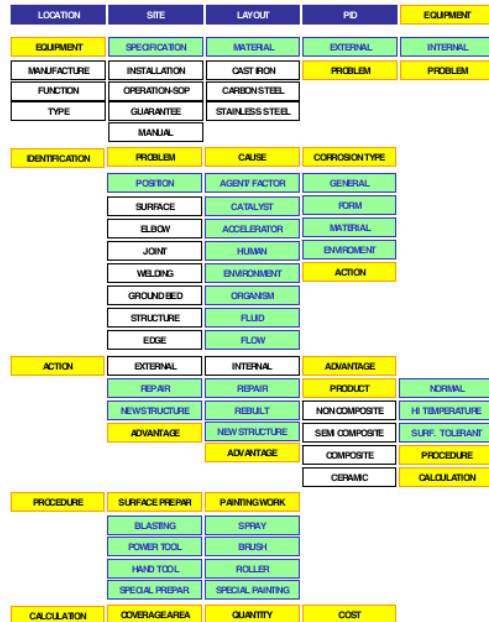 LOCATION SITE LAYOUT PID EQUIPMENT
EQUIPMENT SPECIFICATION MATERIAL EXTERNAL INTERNAL
MANUFACTURE INSTALLATION CAST IRON PROBLEM PROBLEM
FUNCTION OPERATION-SOP CARBON STEEL
TYPE GUARANTEE STAINLESS STEEL
MANUAL
IDENTIFICATION PROBLEM CAUSE CORROSION TYPE
POSITION AGENT/ FACTOR GENERAL
SURFACE CATALYST FORM
ELBOW ACCELERATOR MATERIAL
JOINT HUMAN ENVIROMENT
WELDING ENVIRONMENT ACTION
GROUND BED ORGANISM
STRUCTURE FLUID
EDGE FLOW
ACTION EXTERNAL INTERNAL ADVANTAGE
REPAIR REPAIR PRODUCT NORMAL
NEW STRUCTURE REBUILT NON COMPOSITE HI TEMPERATURE
ADVANTAGE NEW STRUCTURE SEMI COMPOSITE SURF. TOLERANT
ADVANTAGE COMPOSITE PROCEDURE
CERAMIC CALCULATION
PROCEDURE SURFACE PREPAR PAINTING WORK
BLASTING SPRAY
POWER TOOL BRUSH
HAND TOOL ROLLER
SPECIAL PREPAR SPECIAL PAINTING
CALCULATION COVERAGE AREA QUANTITY COST